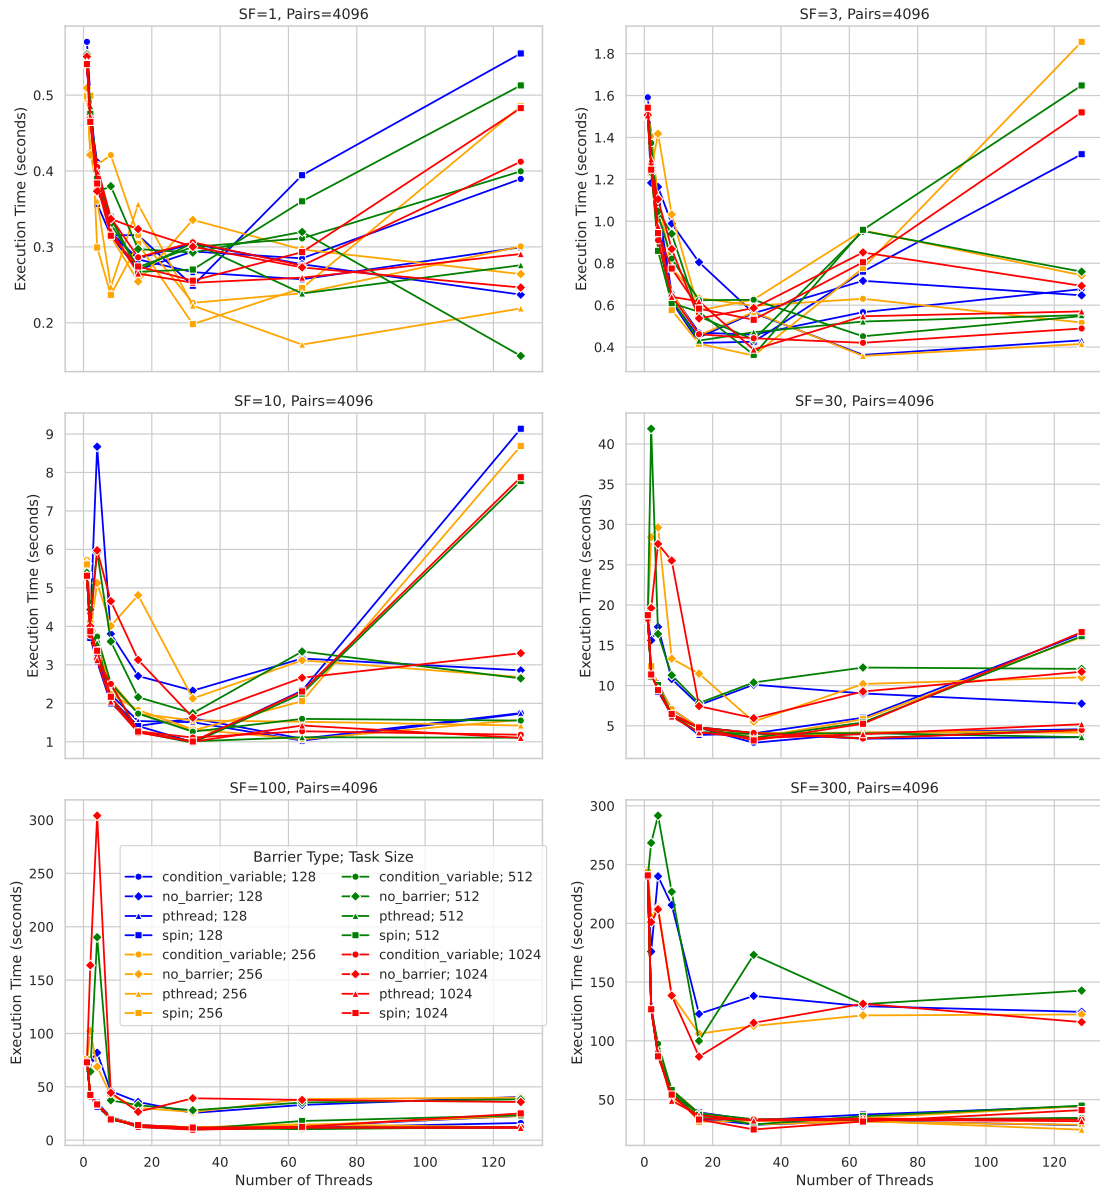 SF=1, Pairs=4096
Execution Time (seconds)
0.5
0.4
0.3
0.2
SF=3, Pairs=4096
Execution Time (seconds)
1.8
1.6
1.4
1.2
1.0
0.8
0.6
0.4
SF=10, Pairs=4096
Execution Time (seconds)
9
8
7
6
5
4
3
2
1
SF=30, Pairs=4096
Execution Time (seconds)
40
35
30
25
20
15
10
5
SF=100, Pairs=4096
Execution Time (seconds)
300
250
200
150
100
50
0
Barrier Type; Task Size
condition_variable; 128
no_barrier; 128
pthread; 128
spin; 128
condition_variable; 256
no_barrier; 256
pthread; 256
spin; 256
condition_variable; 512
no_barrier; 512
pthread; 512
spin; 512
condition_variable; 1024
no_barrier; 1024
pthread; 1024
spin; 1024
0 20 40 60 80 100 120
Number of Threads
SF=300, Pairs=4096
Execution Time (seconds)
300
250
200
150
100
50
0 20 40 60 80 100 120
Number of Threads